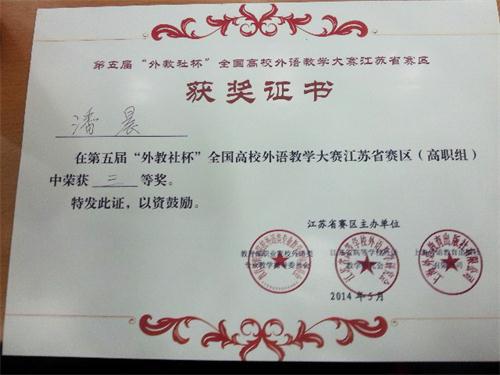 第五届“外教社杯”全国高校外语教学大赛江苏省赛区
获奖证书
潘晨
在第五届“外教社杯”全国高校外语教学大赛江苏省赛区（高职组）
中荣获 三 等奖。
特发此证，以资鼓励。
江苏省赛区主办单位
2014年5月